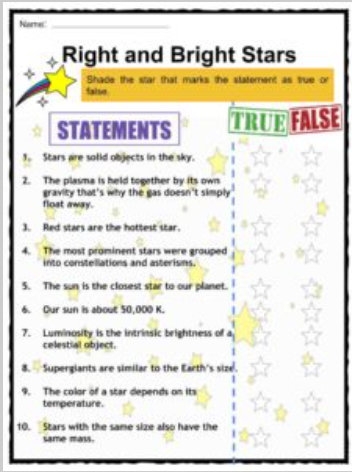 Name:
Right and Bright Stars
Shade the star that marks the statement as true or
false.
STATEMENTS
TRUE FALSE
1. Stars are solid objects in the sky.
2. The plasma is held together by its own
gravity that's why the gas doesn't simply
float away.
3. Red stars are the hottest star.
4. The most prominent stars were grouped
into constellations and asterisms.
5. The sun is the closest star to our planet.
6. Our sun is about 50,000 K.
7. Luminosity is the intrinsic brightness of a
celestial object.
8. Supergiants are similar to the Earth's size.
9. The color of a star depends on its
temperature.
10. Stars with the same size also have the
same mass.